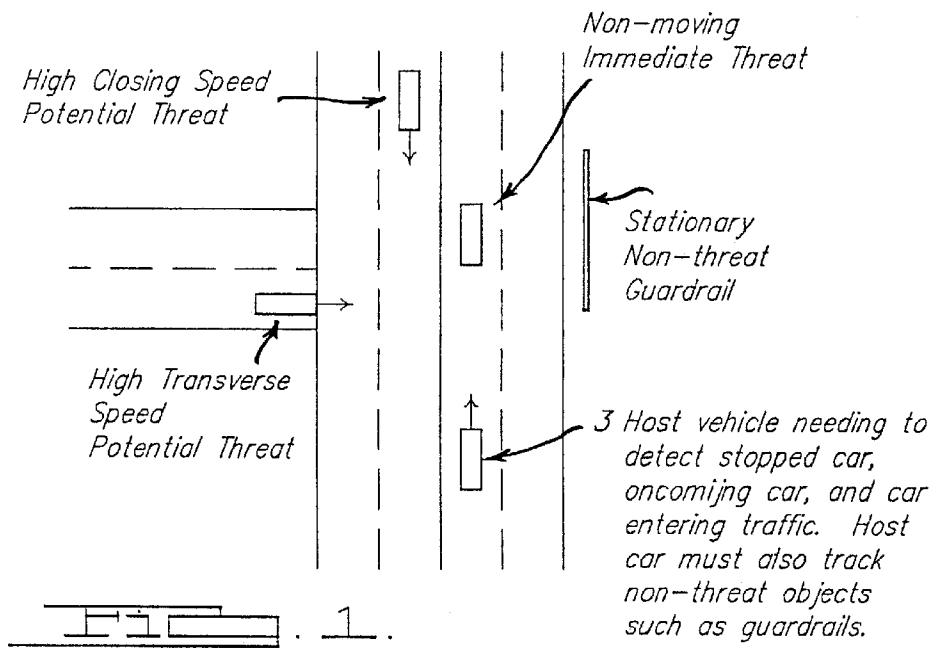 Non-moving
Immediate Threat
High Closing Speed
Potential Threat
Stationary
Non-threat
Guardrail
High Transverse
Speed
Potential Threat
3 Host vehicle needing to
detect stopped car,
oncomijng car, and car
entering traffic. Host
car must also track
non-threat objects
such as guardrails.
Fig. 1.